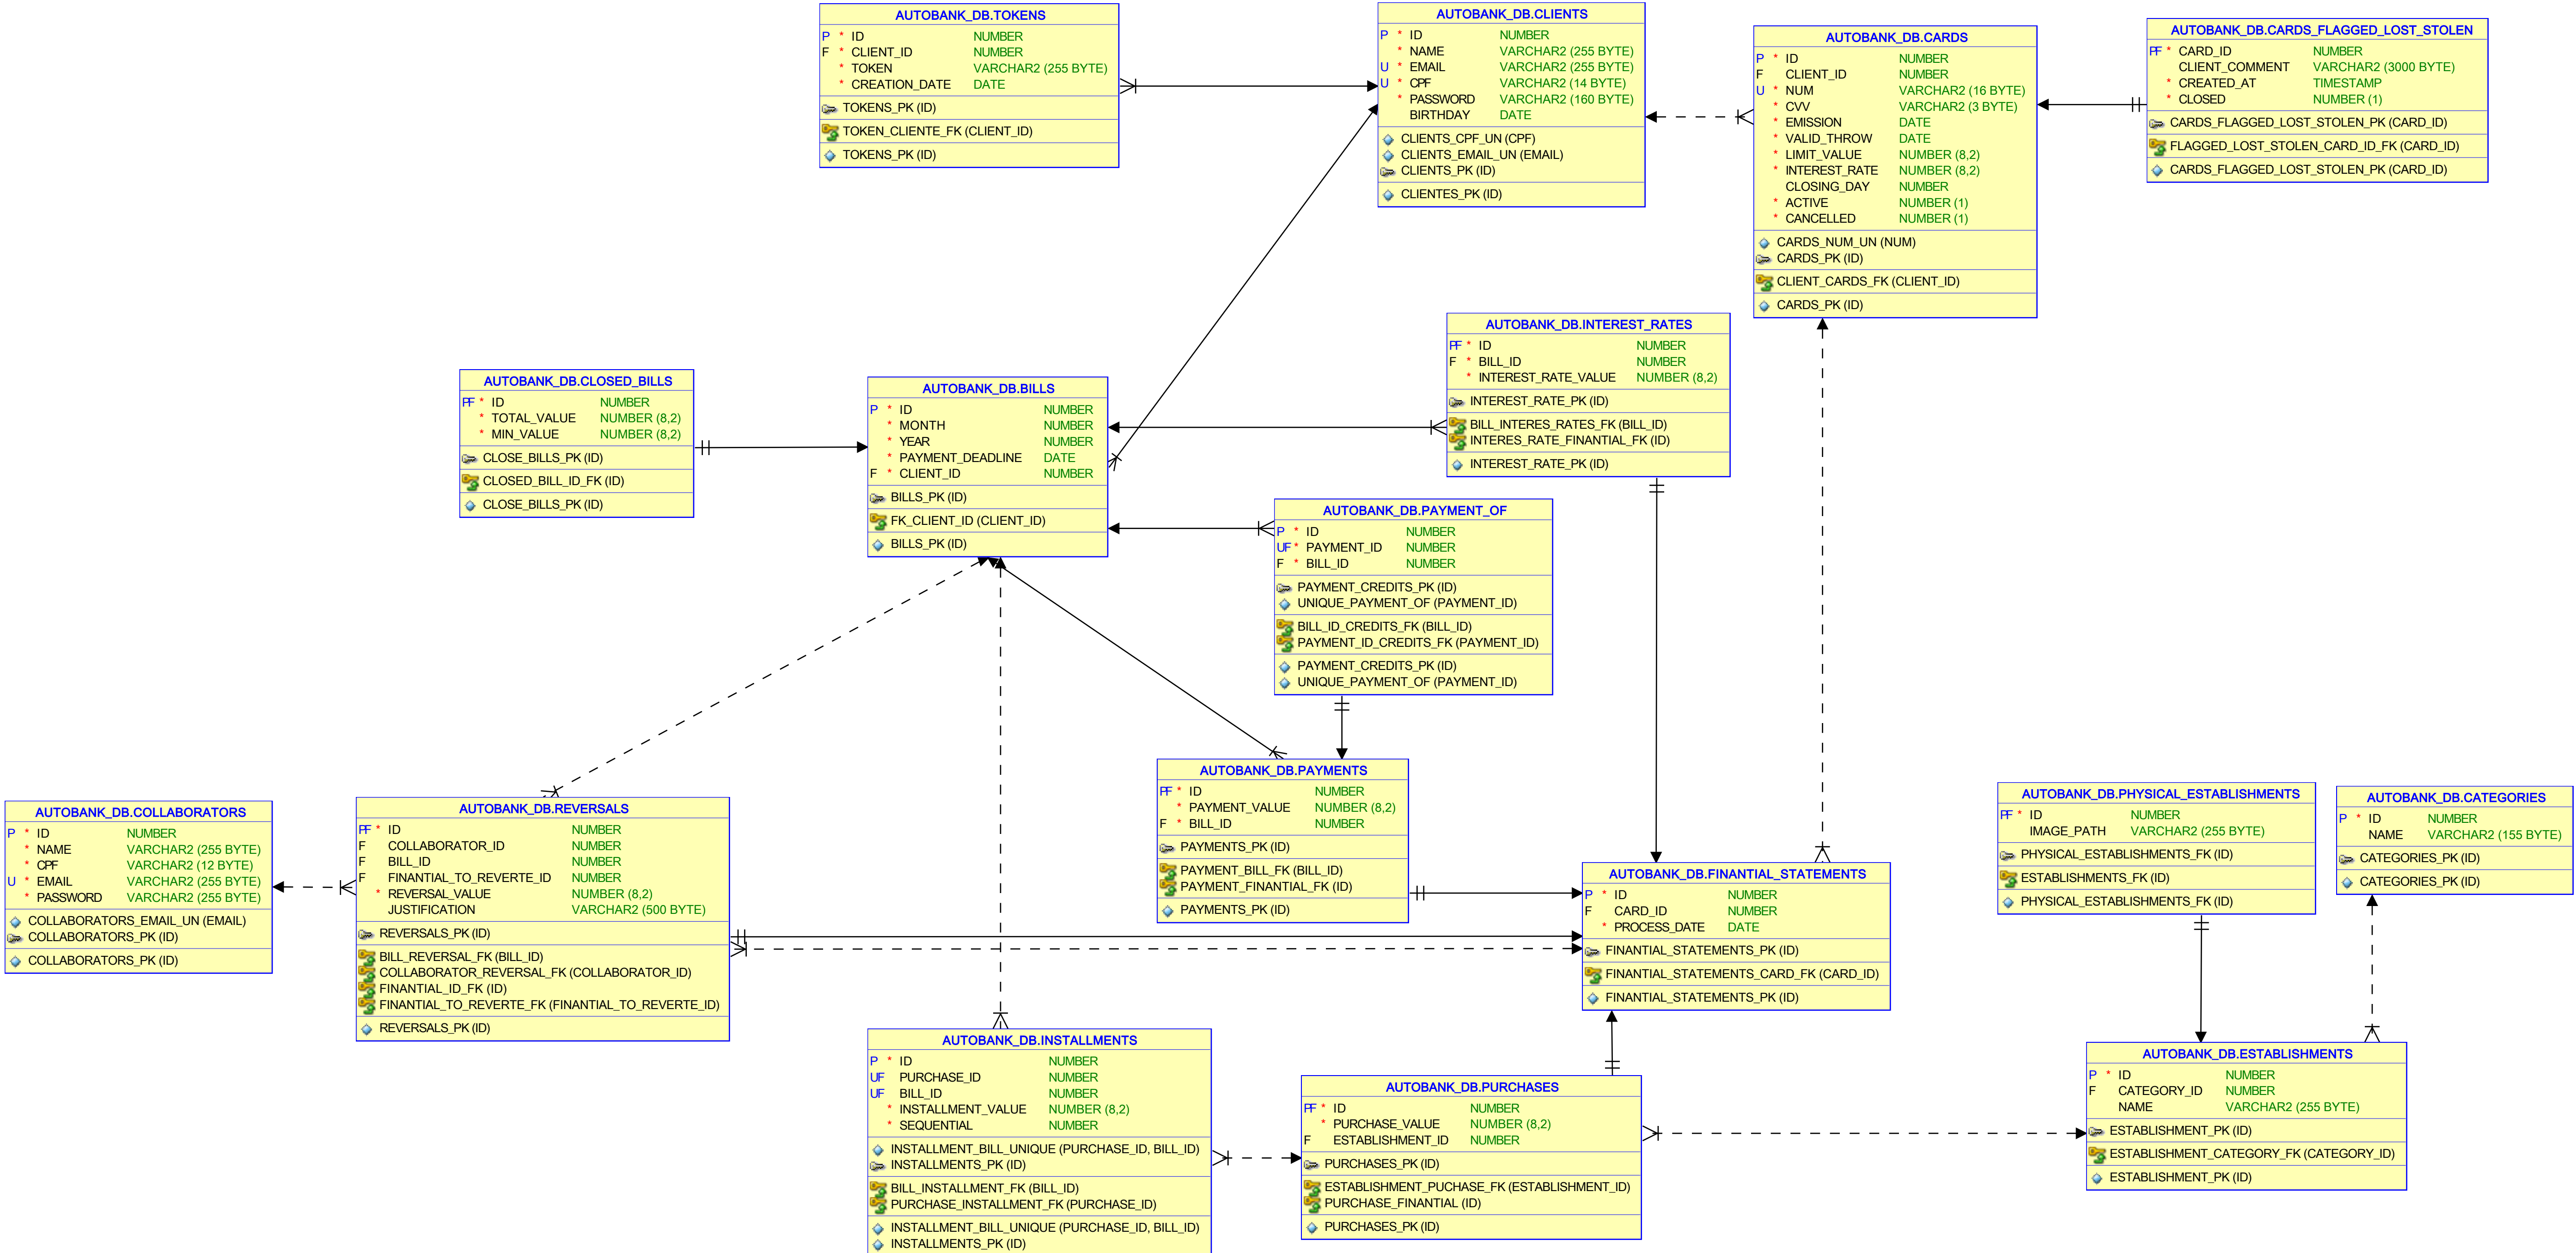 AUTOBANK_DB.TOKENS
P * ID NUMBER
F * CLIENT_ID NUMBER
* TOKEN VARCHAR2 (255 BYTE)
* CREATION_DATE DATE
TOKENS_PK (ID)
TOKEN_CLIENTE_FK (CLIENT_ID)
TOKENS_PK (ID)
AUTOBANK_DB.CLIENTS
P * ID NUMBER
* NAME VARCHAR2 (255 BYTE)
U * EMAIL VARCHAR2 (255 BYTE)
U * CPF VARCHAR2 (14 BYTE)
* PASSWORD VARCHAR2 (160 BYTE)
BIRTHDAY DATE
CLIENTS_CPF_UN (CPF)
CLIENTS_EMAIL_UN (EMAIL)
CLIENTS_PK (ID)
CLIENTES_PK (ID)
AUTOBANK_DB.CARDS
P * ID NUMBER
F CLIENT_ID NUMBER
U * NUM VARCHAR2 (16 BYTE)
* CVV VARCHAR2 (3 BYTE)
* EMISSION DATE
* VALID_THROW DATE
* LIMIT_VALUE NUMBER (8,2)
* INTEREST_RATE NUMBER (8,2)
CLOSING_DAY NUMBER
* ACTIVE NUMBER (1)
* CANCELLED NUMBER (1)
CARDS_NUM_UN (NUM)
CARDS_PK (ID)
CLIENT_CARDS_FK (CLIENT_ID)
CARDS_PK (ID)
AUTOBANK_DB.CARDS_FLAGGED_LOST_STOLEN
PF * CARD_ID NUMBER
CLIENT_COMMENT VARCHAR2 (3000 BYTE)
* CREATED_AT TIMESTAMP
* CLOSED NUMBER (1)
CARDS_FLAGGED_LOST_STOLEN_PK (CARD_ID)
FLAGGED_LOST_STOLEN_CARD_ID_FK (CARD_ID)
CARDS_FLAGGED_LOST_STOLEN_PK (CARD_ID)
AUTOBANK_DB.CLOSED_BILLS
PF * ID NUMBER
* TOTAL_VALUE NUMBER (8,2)
* MIN_VALUE NUMBER (8,2)
CLOSE_BILLS_PK (ID)
CLOSED_BILL_ID_FK (ID)
CLOSE_BILLS_PK (ID)
AUTOBANK_DB.BILLS
P * ID NUMBER
* MONTH NUMBER
* YEAR NUMBER
* PAYMENT_DEADLINE DATE
F * CLIENT_ID NUMBER
BILLS_PK (ID)
FK_CLIENT_ID (CLIENT_ID)
BILLS_PK (ID)
AUTOBANK_DB.INTEREST_RATES
PF * ID NUMBER
F * BILL_ID NUMBER
* INTEREST_RATE_VALUE NUMBER (8,2)
INTEREST_RATE_PK (ID)
BILL_INTERES_RATES_FK (BILL_ID)
INTERES_RATE_FINANTIAL_FK (ID)
INTEREST_RATE_PK (ID)
AUTOBANK_DB.PAYMENT_OF
P * ID NUMBER
UF * PAYMENT_ID NUMBER
F * BILL_ID NUMBER
PAYMENT_CREDITS_PK (ID)
UNIQUE_PAYMENT_OF (PAYMENT_ID)
BILL_ID_CREDITS_FK (BILL_ID)
PAYMENT_ID_CREDITS_FK (PAYMENT_ID)
PAYMENT_CREDITS_PK (ID)
UNIQUE_PAYMENT_OF (PAYMENT_ID)
AUTOBANK_DB.COLLABORATORS
P * ID NUMBER
* NAME VARCHAR2 (255 BYTE)
* CPF VARCHAR2 (12 BYTE)
U * EMAIL VARCHAR2 (255 BYTE)
* PASSWORD VARCHAR2 (255 BYTE)
COLLABORATORS_EMAIL_UN (EMAIL)
COLLABORATORS_PK (ID)
COLLABORATORS_PK (ID)
AUTOBANK_DB.REVERSALS
PF * ID NUMBER
F COLLABORATOR_ID NUMBER
F BILL_ID NUMBER
F FINANTIAL_TO_REVERTE_ID NUMBER
* REVERSAL_VALUE NUMBER (8,2)
JUSTIFICATION VARCHAR2 (500 BYTE)
REVERSALS_PK (ID)
BILL_REVERSAL_FK (BILL_ID)
COLLABORATOR_REVERSAL_FK (COLLABORATOR_ID)
FINANTIAL_ID_FK (ID)
FINANTIAL_TO_REVERTE_FK (FINANTIAL_TO_REVERTE_ID)
REVERSALS_PK (ID)
AUTOBANK_DB.PAYMENTS
PF * ID NUMBER
* PAYMENT_VALUE NUMBER (8,2)
F * BILL_ID NUMBER
PAYMENTS_PK (ID)
PAYMENT_BILL_FK (BILL_ID)
PAYMENT_FINANTIAL_FK (ID)
PAYMENTS_PK (ID)
AUTOBANK_DB.FINANTIAL_STATEMENTS
P * ID NUMBER
F CARD_ID NUMBER
* PROCESS_DATE DATE
FINANTIAL_STATEMENTS_PK (ID)
FINANTIAL_STATEMENTS_CARD_FK (CARD_ID)
FINANTIAL_STATEMENTS_PK (ID)
AUTOBANK_DB.PHYSICAL_ESTABLISHMENTS
PF * ID NUMBER
IMAGE_PATH VARCHAR2 (255 BYTE)
PHYSICAL_ESTABLISHMENTS_FK (ID)
ESTABLISHMENTS_FK (ID)
PHYSICAL_ESTABLISHMENTS_FK (ID)
AUTOBANK_DB.CATEGORIES
P * ID NUMBER
NAME VARCHAR2 (155 BYTE)
CATEGORIES_PK (ID)
CATEGORIES_PK (ID)
AUTOBANK_DB.INSTALLMENTS
P * ID NUMBER
UF PURCHASE_ID NUMBER
UF BILL_ID NUMBER
* INSTALLMENT_VALUE NUMBER (8,2)
* SEQUENTIAL NUMBER
INSTALLMENT_BILL_UNIQUE (PURCHASE_ID, BILL_ID)
INSTALLMENTS_PK (ID)
BILL_INSTALLMENT_FK (BILL_ID)
PURCHASE_INSTALLMENT_FK (PURCHASE_ID)
INSTALLMENT_BILL_UNIQUE (PURCHASE_ID, BILL_ID)
INSTALLMENTS_PK (ID)
AUTOBANK_DB.PURCHASES
PF * ID NUMBER
* PURCHASE_VALUE NUMBER (8,2)
F ESTABLISHMENT_ID NUMBER
PURCHASES_PK (ID)
ESTABLISHMENT_PUCHASE_FK (ESTABLISHMENT_ID)
PURCHASE_FINANTIAL (ID)
PURCHASES_PK (ID)
AUTOBANK_DB.ESTABLISHMENTS
P * ID NUMBER
F CATEGORY_ID NUMBER
NAME VARCHAR2 (255 BYTE)
ESTABLISHMENT_PK (ID)
ESTABLISHMENT_CATEGORY_FK (CATEGORY_ID)
ESTABLISHMENT_PK (ID)